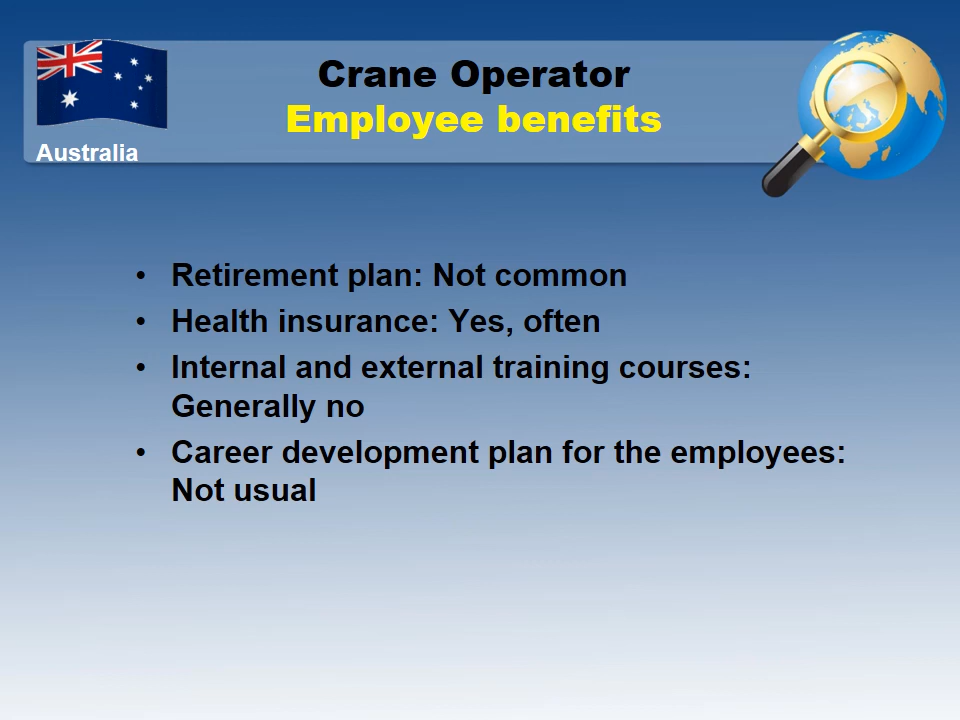 Crane Operator
Employee benefits
Australia
• Retirement plan: Not common
• Health insurance: Yes, often
• Internal and external training courses:
Generally no
• Career development plan for the employees:
Not usual